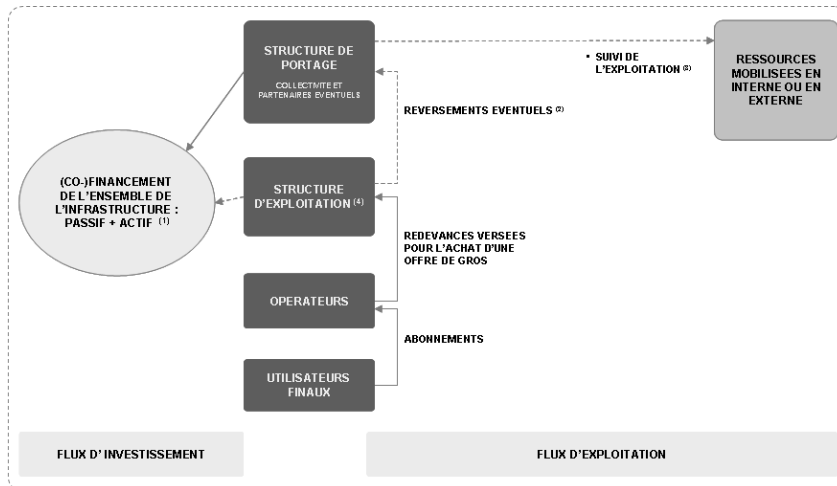 STRUCTURE DE
PORTAGE
COLLECTIVITE ET
PARTENAIRES EVENTUELS
• SUIVI DE
L'EXPLOITATION (3)
RESSOURCES
MOBILISEES EN
INTERNE OU EN
EXTERNE
REVERSEMENTS EVENTUELS (2)
(CO-)FINANCEMENT
DE L'ENSEMBLE DE
L'INFRASTRUCTURE :
PASSIF + ACTIF (1)
STRUCTURE
D'EXPLOITATION (4)
REDEVANCES VERSEES
POUR L'ACHAT D'UNE
OFFRE DE GROS
OPERATEURS
ABONNEMENTS
UTILISATEURS
FINAUX
FLUX D'INVESTISSEMENT
FLUX D'EXPLOITATION